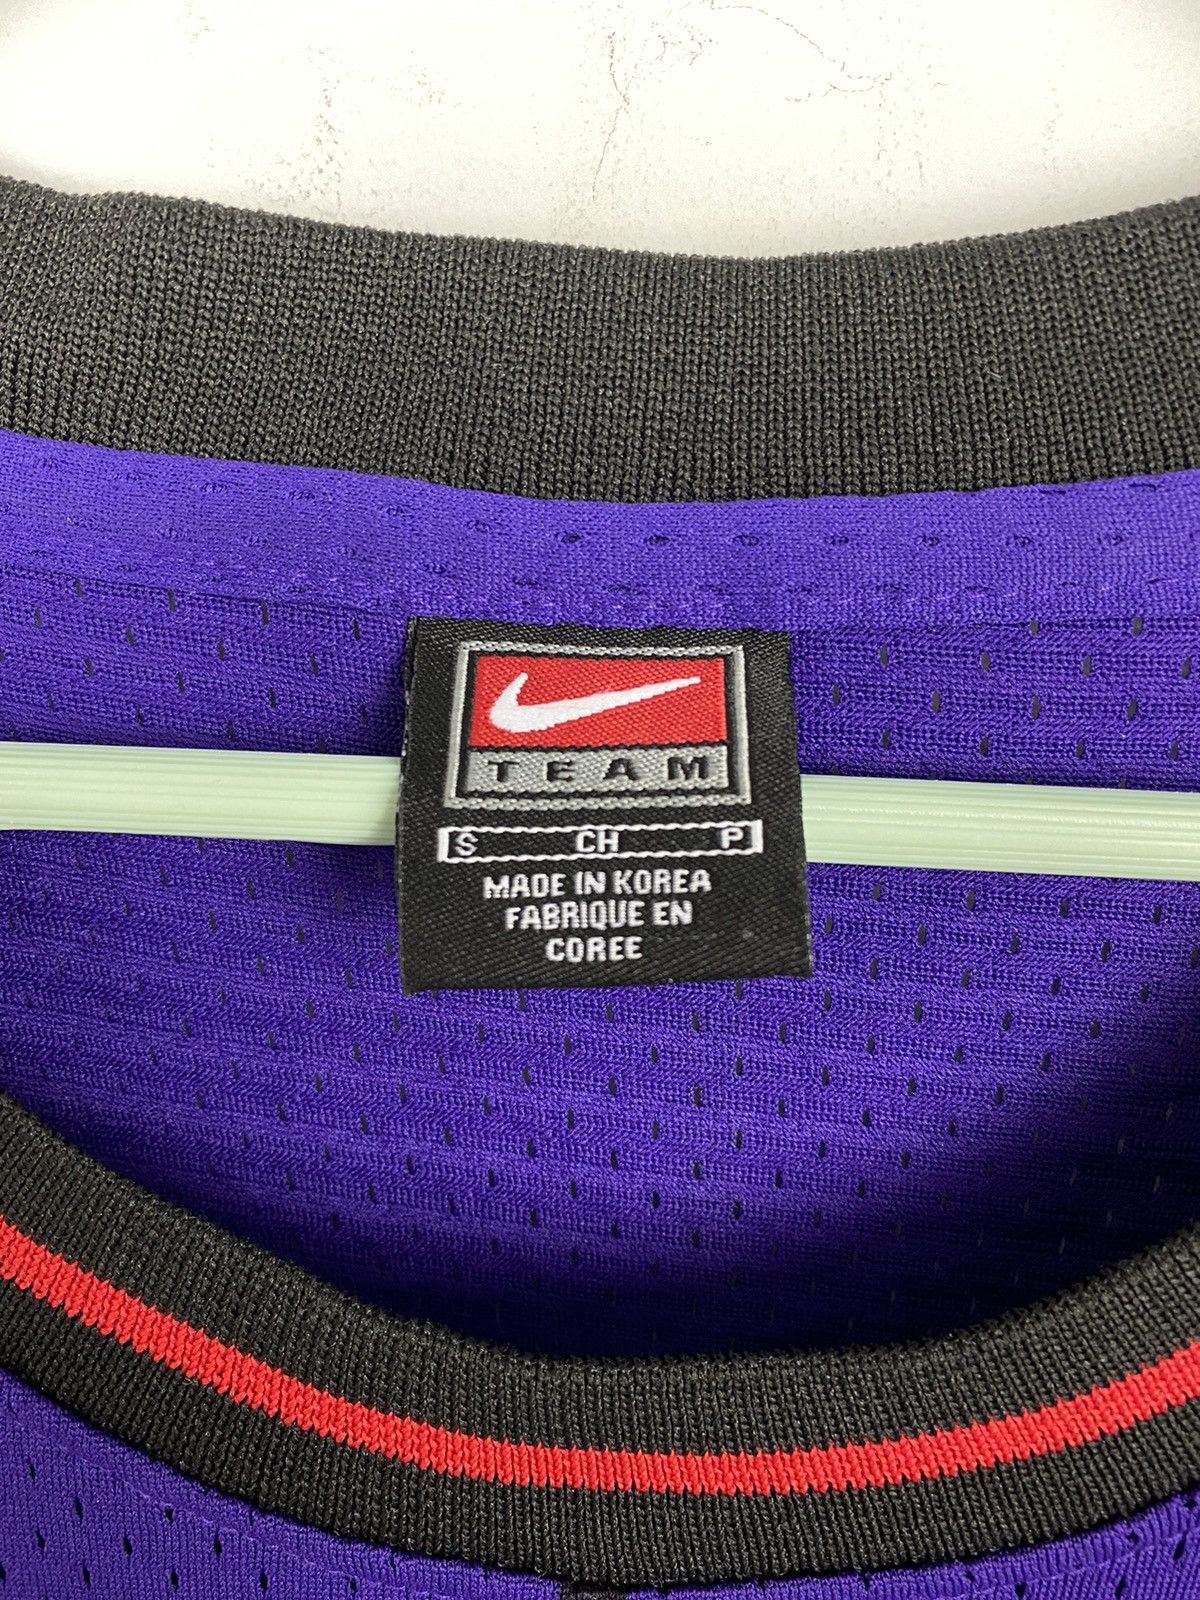 TEAM
S CH P
MADE IN KOREA
FABRIQUE EN
COREE